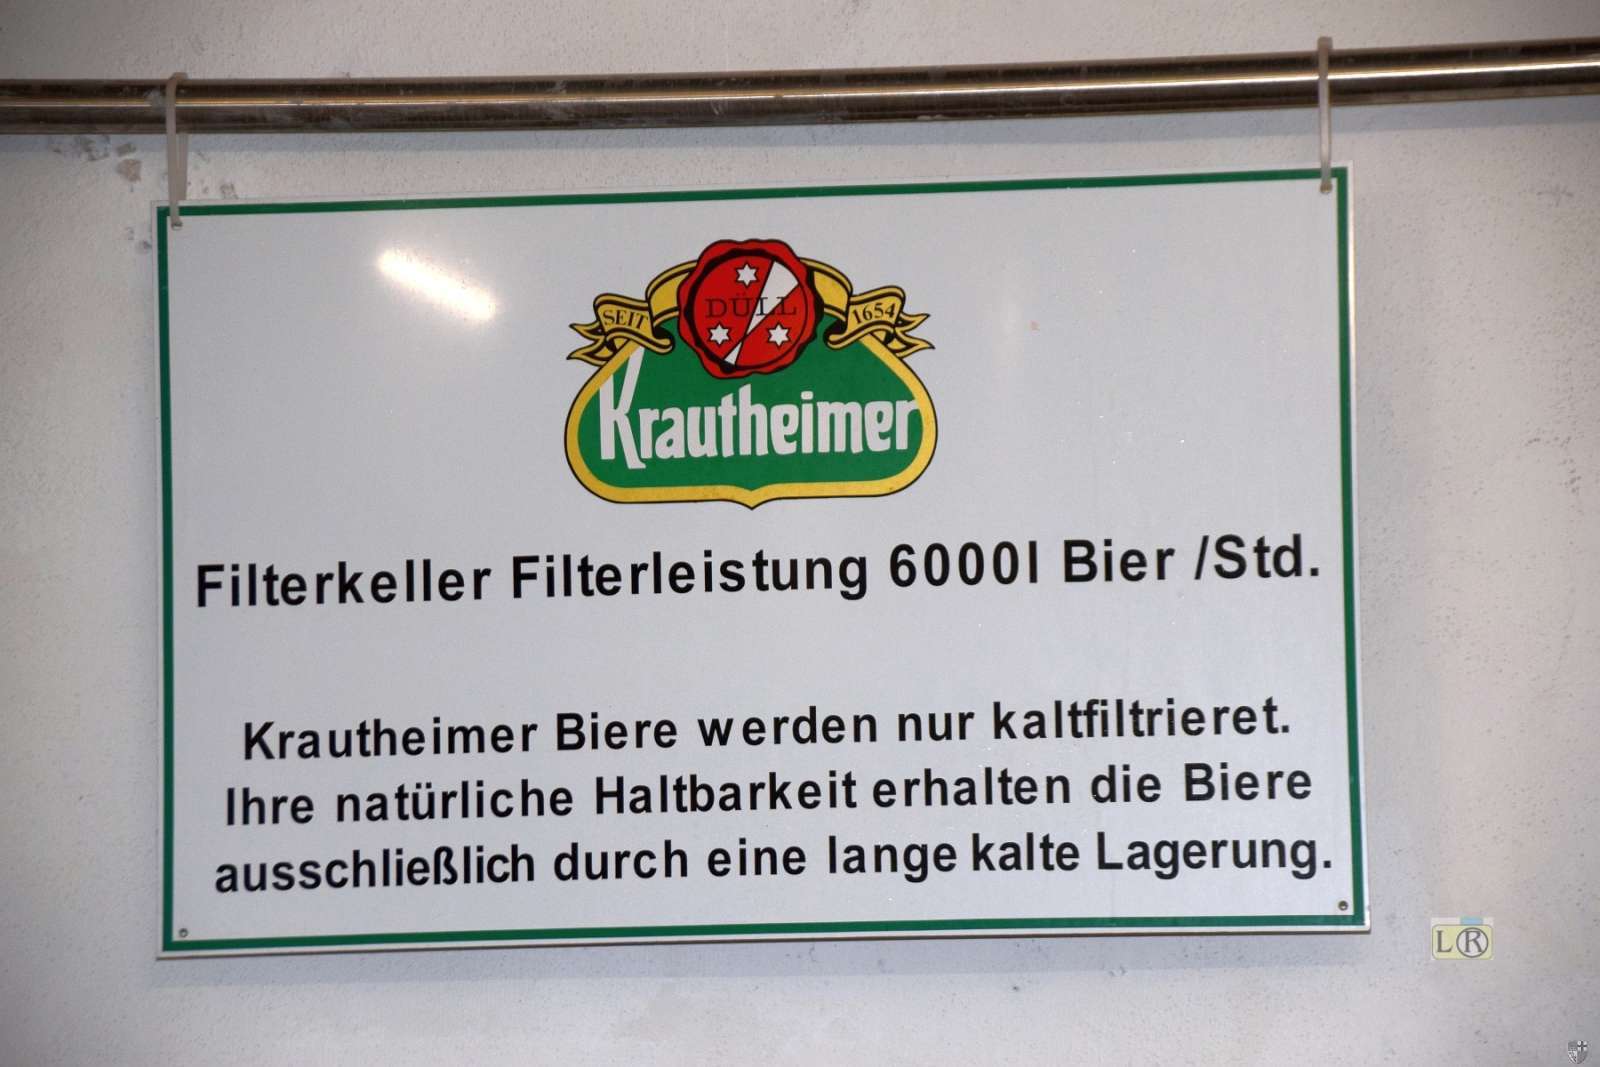 SEIT DÜLL 1654
Krautheimer
Filterkeller Filterleistung 6000l Bier /Std.
Krautheimer Biere werden nur kaltfiltrieret.
Ihre natürliche Haltbarkeit erhalten die Biere
ausschließlich durch eine lange kalte Lagerung.
L R